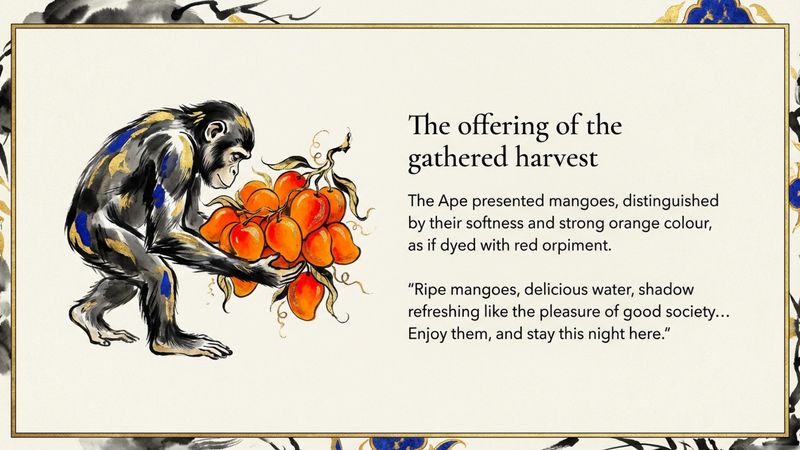 The offering of the
gathered harvest
The Ape presented mangoes, distinguished
by their softness and strong orange colour,
as if dyed with red orpiment.
“Ripe mangoes, delicious water, shadow
refreshing like the pleasure of good society…
Enjoy them, and stay this night here.”